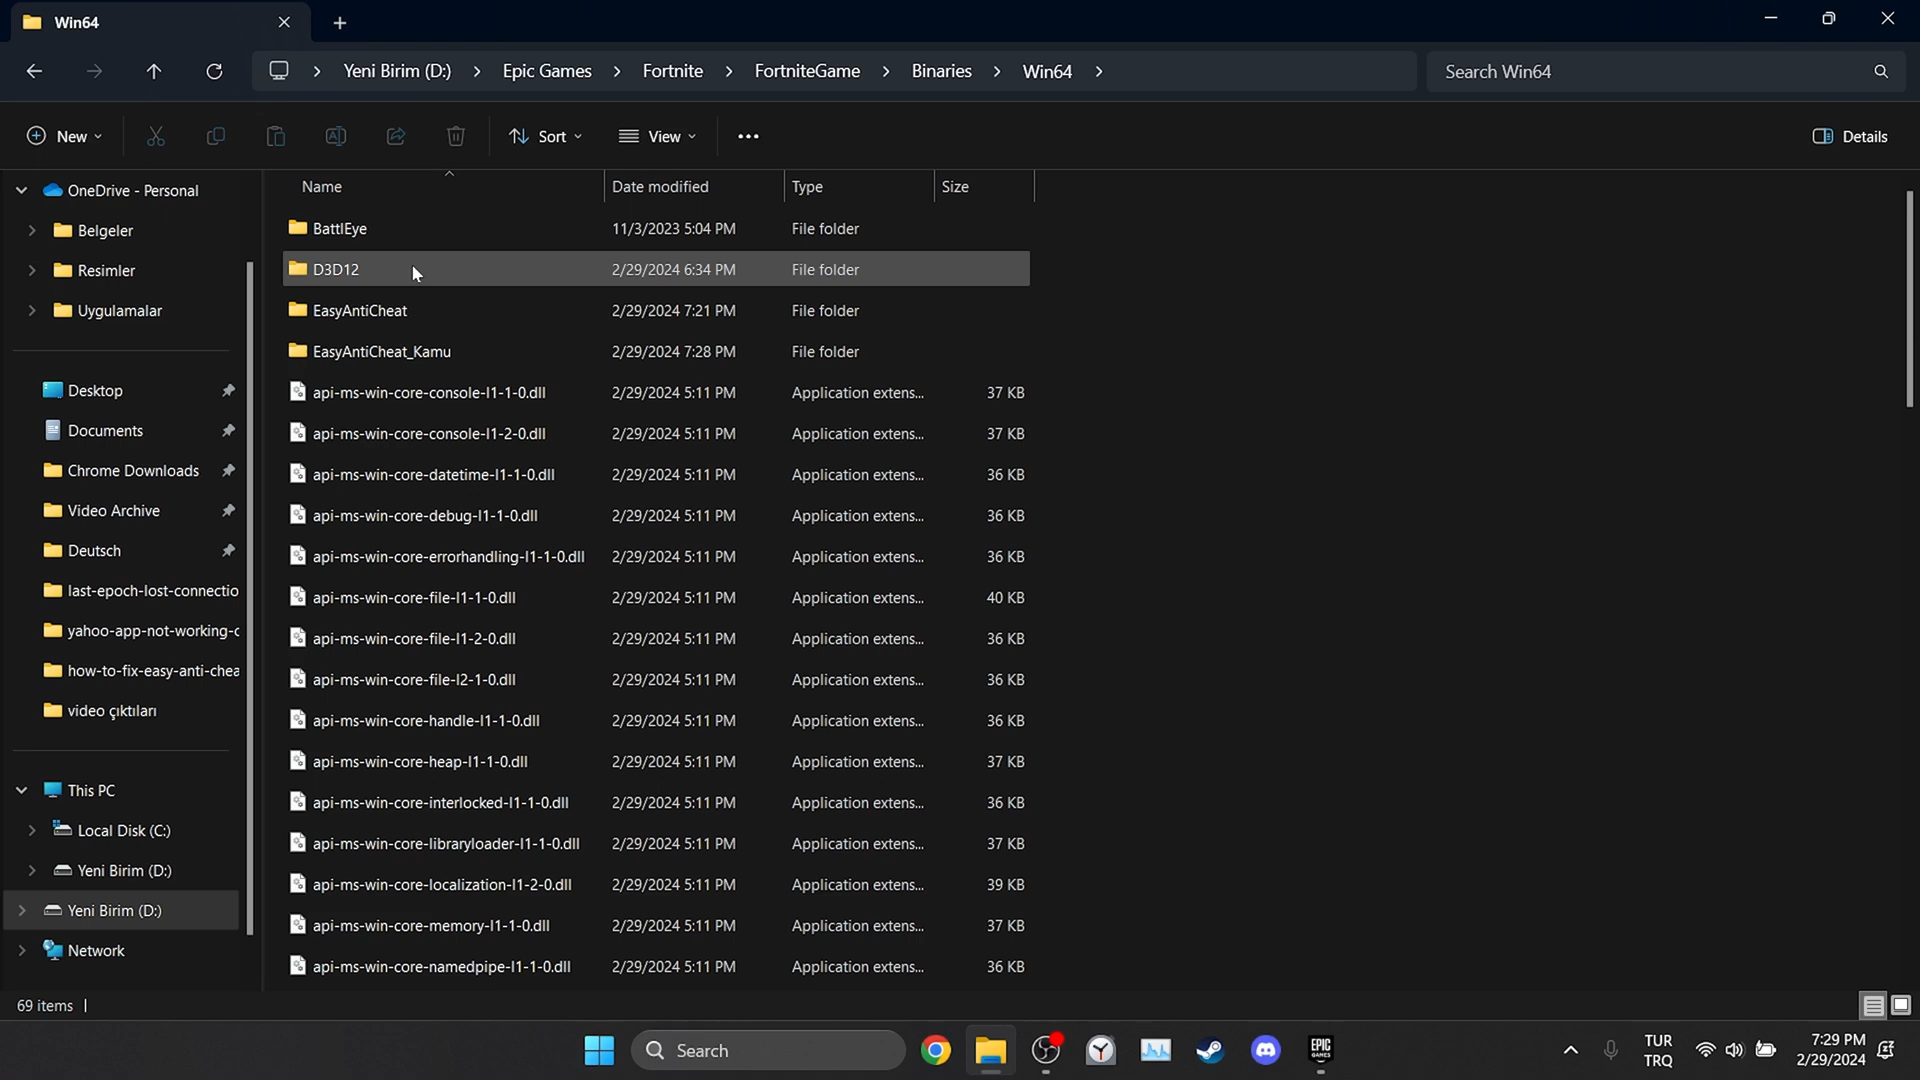 Win64
Yeni Birim (D:) > Epic Games > Fortnite > FortniteGame > Binaries > Win64 >
Search Win64
New
Sort
View
Details
OneDrive - Personal
Belgeler
Resimler
Uygulamalar
Desktop
Documents
Chrome Downloads
Video Archive
Deutsch
last-epoch-lost-connectio
yahoo-app-not-working-c
how-to-fix-easy-anti-chea
video çıktıları
This PC
Local Disk (C:)
Yeni Birim (D:)
Yeni Birim (D:)
Network
Name Date modified Type Size
BattlEye 11/3/2023 5:04 PM File folder
D3D12 2/29/2024 6:34 PM File folder
EasyAntiCheat 2/29/2024 7:21 PM File folder
EasyAntiCheat_Kamu 2/29/2024 7:28 PM File folder
api-ms-win-core-console-l1-1-0.dll 2/29/2024 5:11 PM Application extens... 37 KB
api-ms-win-core-console-l1-2-0.dll 2/29/2024 5:11 PM Application extens... 37 KB
api-ms-win-core-datetime-l1-1-0.dll 2/29/2024 5:11 PM Application extens... 36 KB
api-ms-win-core-debug-l1-1-0.dll 2/29/2024 5:11 PM Application extens... 36 KB
api-ms-win-core-errorhandling-l1-1-0.dll 2/29/2024 5:11 PM Application extens... 36 KB
api-ms-win-core-file-l1-1-0.dll 2/29/2024 5:11 PM Application extens... 40 KB
api-ms-win-core-file-l1-2-0.dll 2/29/2024 5:11 PM Application extens... 36 KB
api-ms-win-core-file-l2-1-0.dll 2/29/2024 5:11 PM Application extens... 36 KB
api-ms-win-core-handle-l1-1-0.dll 2/29/2024 5:11 PM Application extens... 36 KB
api-ms-win-core-heap-l1-1-0.dll 2/29/2024 5:11 PM Application extens... 37 KB
api-ms-win-core-interlocked-l1-1-0.dll 2/29/2024 5:11 PM Application extens... 36 KB
api-ms-win-core-libraryloader-l1-1-0.dll 2/29/2024 5:11 PM Application extens... 37 KB
api-ms-win-core-localization-l1-2-0.dll 2/29/2024 5:11 PM Application extens... 39 KB
api-ms-win-core-memory-l1-1-0.dll 2/29/2024 5:11 PM Application extens... 37 KB
api-ms-win-core-namedpipe-l1-1-0.dll 2/29/2024 5:11 PM Application extens... 36 KB
69 items
Search
EPIC
GAMES
TUR
TRQ
7:29 PM
2/29/2024